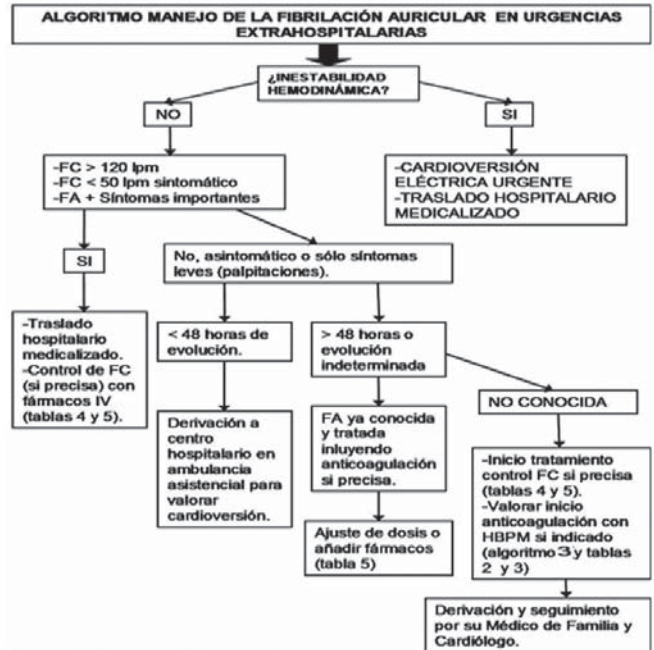 ALGORITMO MANEJO DE LA FIBRILACIÓN AURICULAR EN URGENCIAS
EXTRAHOSPITALARIAS
¿INESTABILIDAD
HEMODINÁMICA?
NO
SI
-FC > 120 lpm
-FC < 50 lpm sintomático
-FA + Síntomas importantes
-CARDIOVERSIÓN
ELÉCTRICA URGENTE
-TRASLADO HOSPITALARIO
MEDICALIZADO
SI
No, asintomático o sólo síntomas
leves (palpitaciones).
-Traslado
hospitalario
medicalizado.
-Control de FC
(si precisa) con
fármacos IV
(tablas 4 y 5).
< 48 horas de
evolución.
> 48 horas o
evolución
indeterminada
NO CONOCIDA
Derivación a
centro
hospitalario en
ambulancia
asistencial para
valorar
cardioversión.
FA ya conocida
y tratada
inluyendo
anticoagulación
si precisa.
-Inicio tratamiento
control FC si precisa
(tablas 4 y 5).
-Valorar inicio
anticoagulación con
HBPM si indicado
(algoritmo 3 y tablas
2 y 3)
Ajuste de dosis o
añadir fármacos
(tabla 5)
Derivación y seguimiento
por su Médico de Familia y
Cardiólogo.